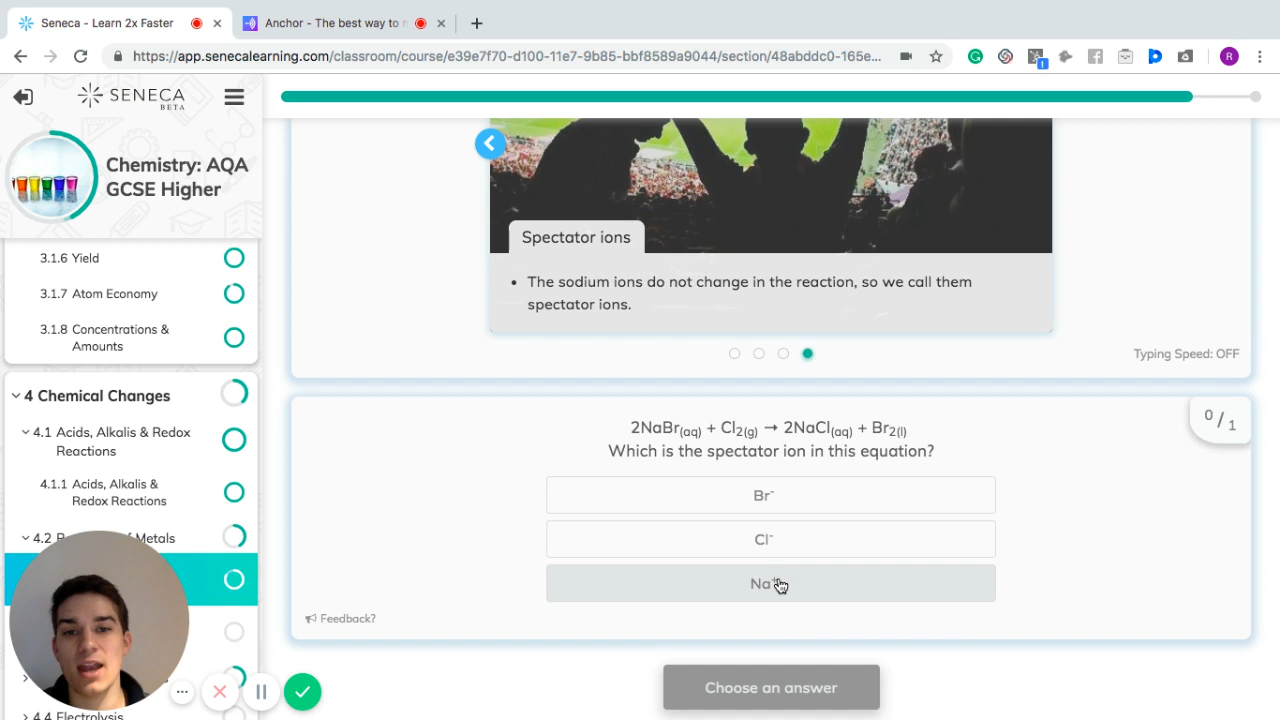 Seneca - Learn 2x Faster
Anchor - The best way to
https://app.senecalearning.com/classroom/course/e39e7f70-d100-11e7-9b85-bbf8589a9044/section/48abddc0-165e...
1
R
SENECA
BETA
Chemistry: AQA
GCSE Higher
3.1.6 Yield
3.1.7 Atom Economy
3.1.8 Concentrations &
Amounts
4 Chemical Changes
4.1 Acids, Alkalis & Redox
Reactions
4.1.1 Acids, Alkalis &
Redox Reactions
4.2 Metals
4.4 Electrolysis
Spectator ions
• The sodium ions do not change in the reaction, so we call them
spectator ions.
Typing Speed: OFF
0/1
2NaBr(aq) + Cl2(g) → 2NaCl(aq) + Br2(l)
Which is the spectator ion in this equation?
Br⁻
Cl⁻
Na
Feedback?
Choose an answer